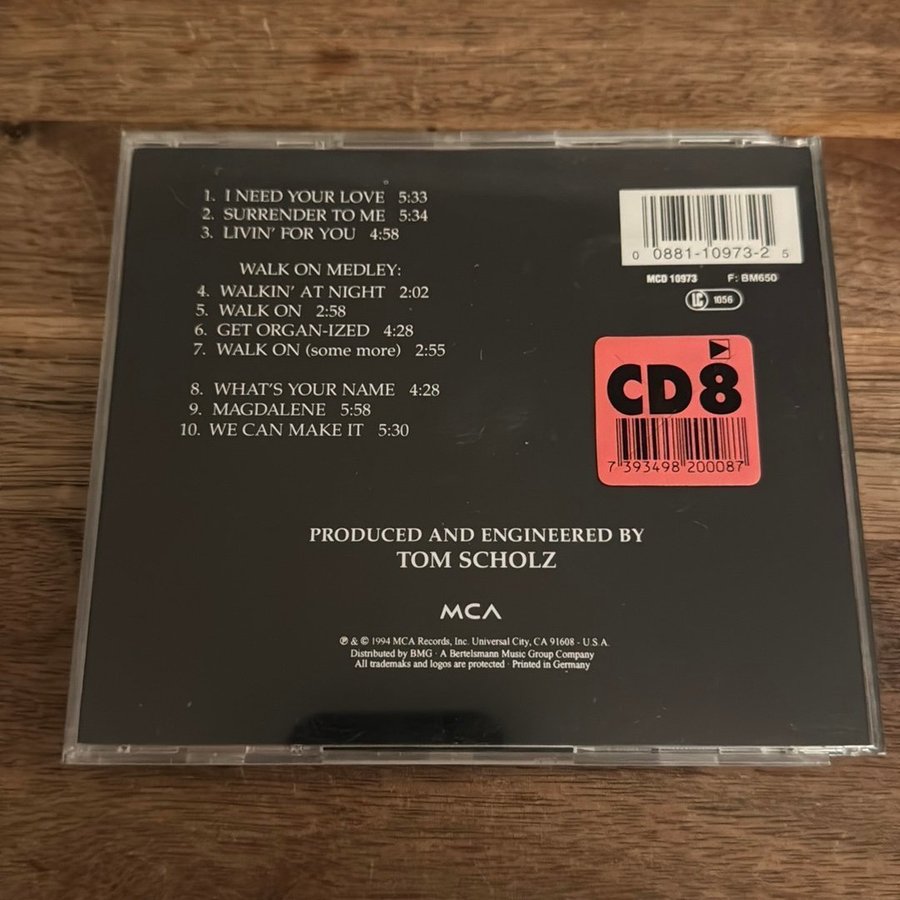 1. I NEED YOUR LOVE 5:33
2. SURRENDER TO ME 5:34
3. LIVIN' FOR YOU 4:58
WALK ON MEDLEY:
4. WALKIN' AT NIGHT 2:02
5. WALK ON 2:58
6. GET ORGAN-IZED 4:28
7. WALK ON (some more) 2:55
8. WHAT'S YOUR NAME 4:28
9. MAGDALENE 5:58
10. WE CAN MAKE IT 5:30
0 0881-10973-2 5
MCD 10973 F: BM650
LC 1056
CD8
7 393498 200087
PRODUCED AND ENGINEERED BY
TOM SCHOLZ
MCA
℗ & © 1994 MCA Records, Inc. Universal City, CA 91608 - U.S.A.
Distributed by BMG · A Bertelsmann Music Group Company
All trademaks and logos are protected · Printed in Germany